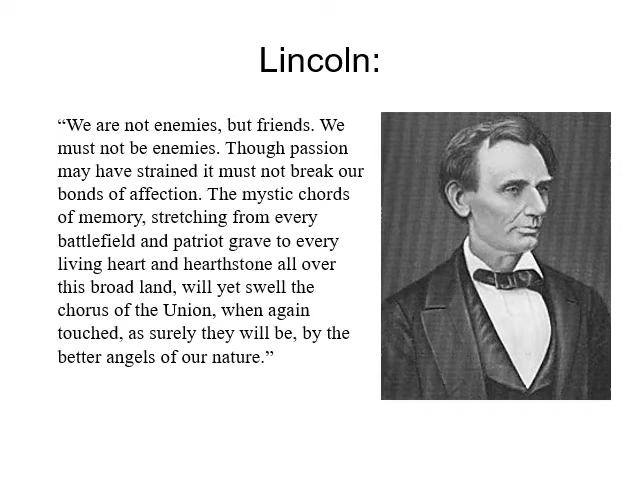 Lincoln:
“We are not enemies, but friends. We
must not be enemies. Though passion
may have strained it must not break our
bonds of affection. The mystic chords
of memory, stretching from every
battlefield and patriot grave to every
living heart and hearthstone all over
this broad land, will yet swell the
chorus of the Union, when again
touched, as surely they will be, by the
better angels of our nature.”